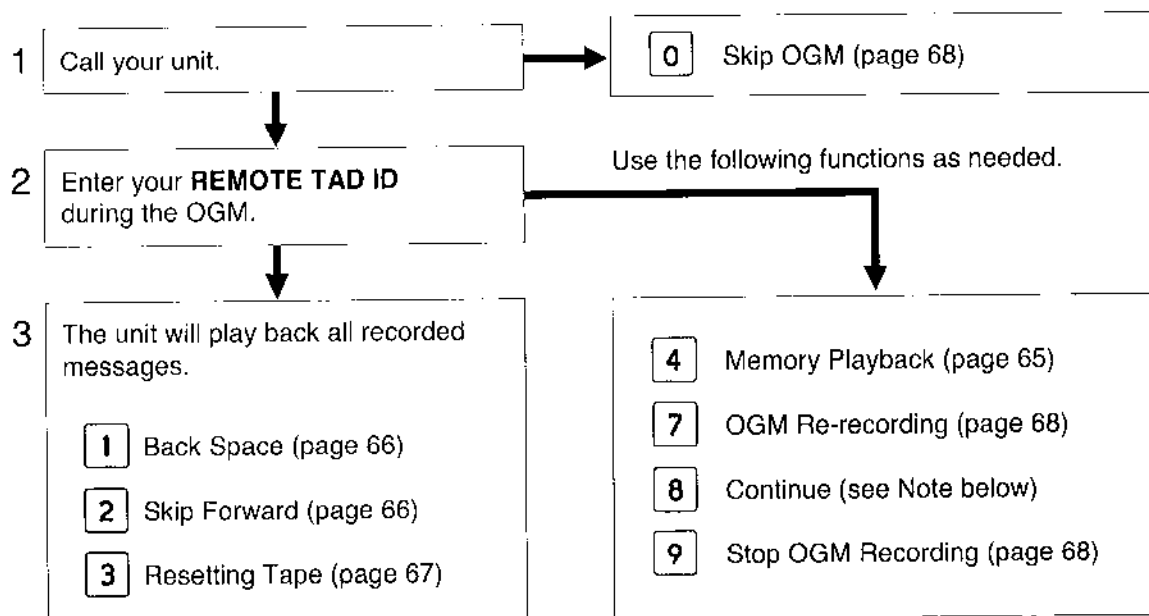 1 Call your unit.
0 Skip OGM (page 68)
2 Enter your REMOTE TAD ID
during the OGM.
Use the following functions as needed.
3 The unit will play back all recorded
messages.
1 Back Space (page 66)
2 Skip Forward (page 66)
3 Resetting Tape (page 67)
4 Memory Playback (page 65)
7 OGM Re-recording (page 68)
8 Continue (see Note below)
9 Stop OGM Recording (page 68)